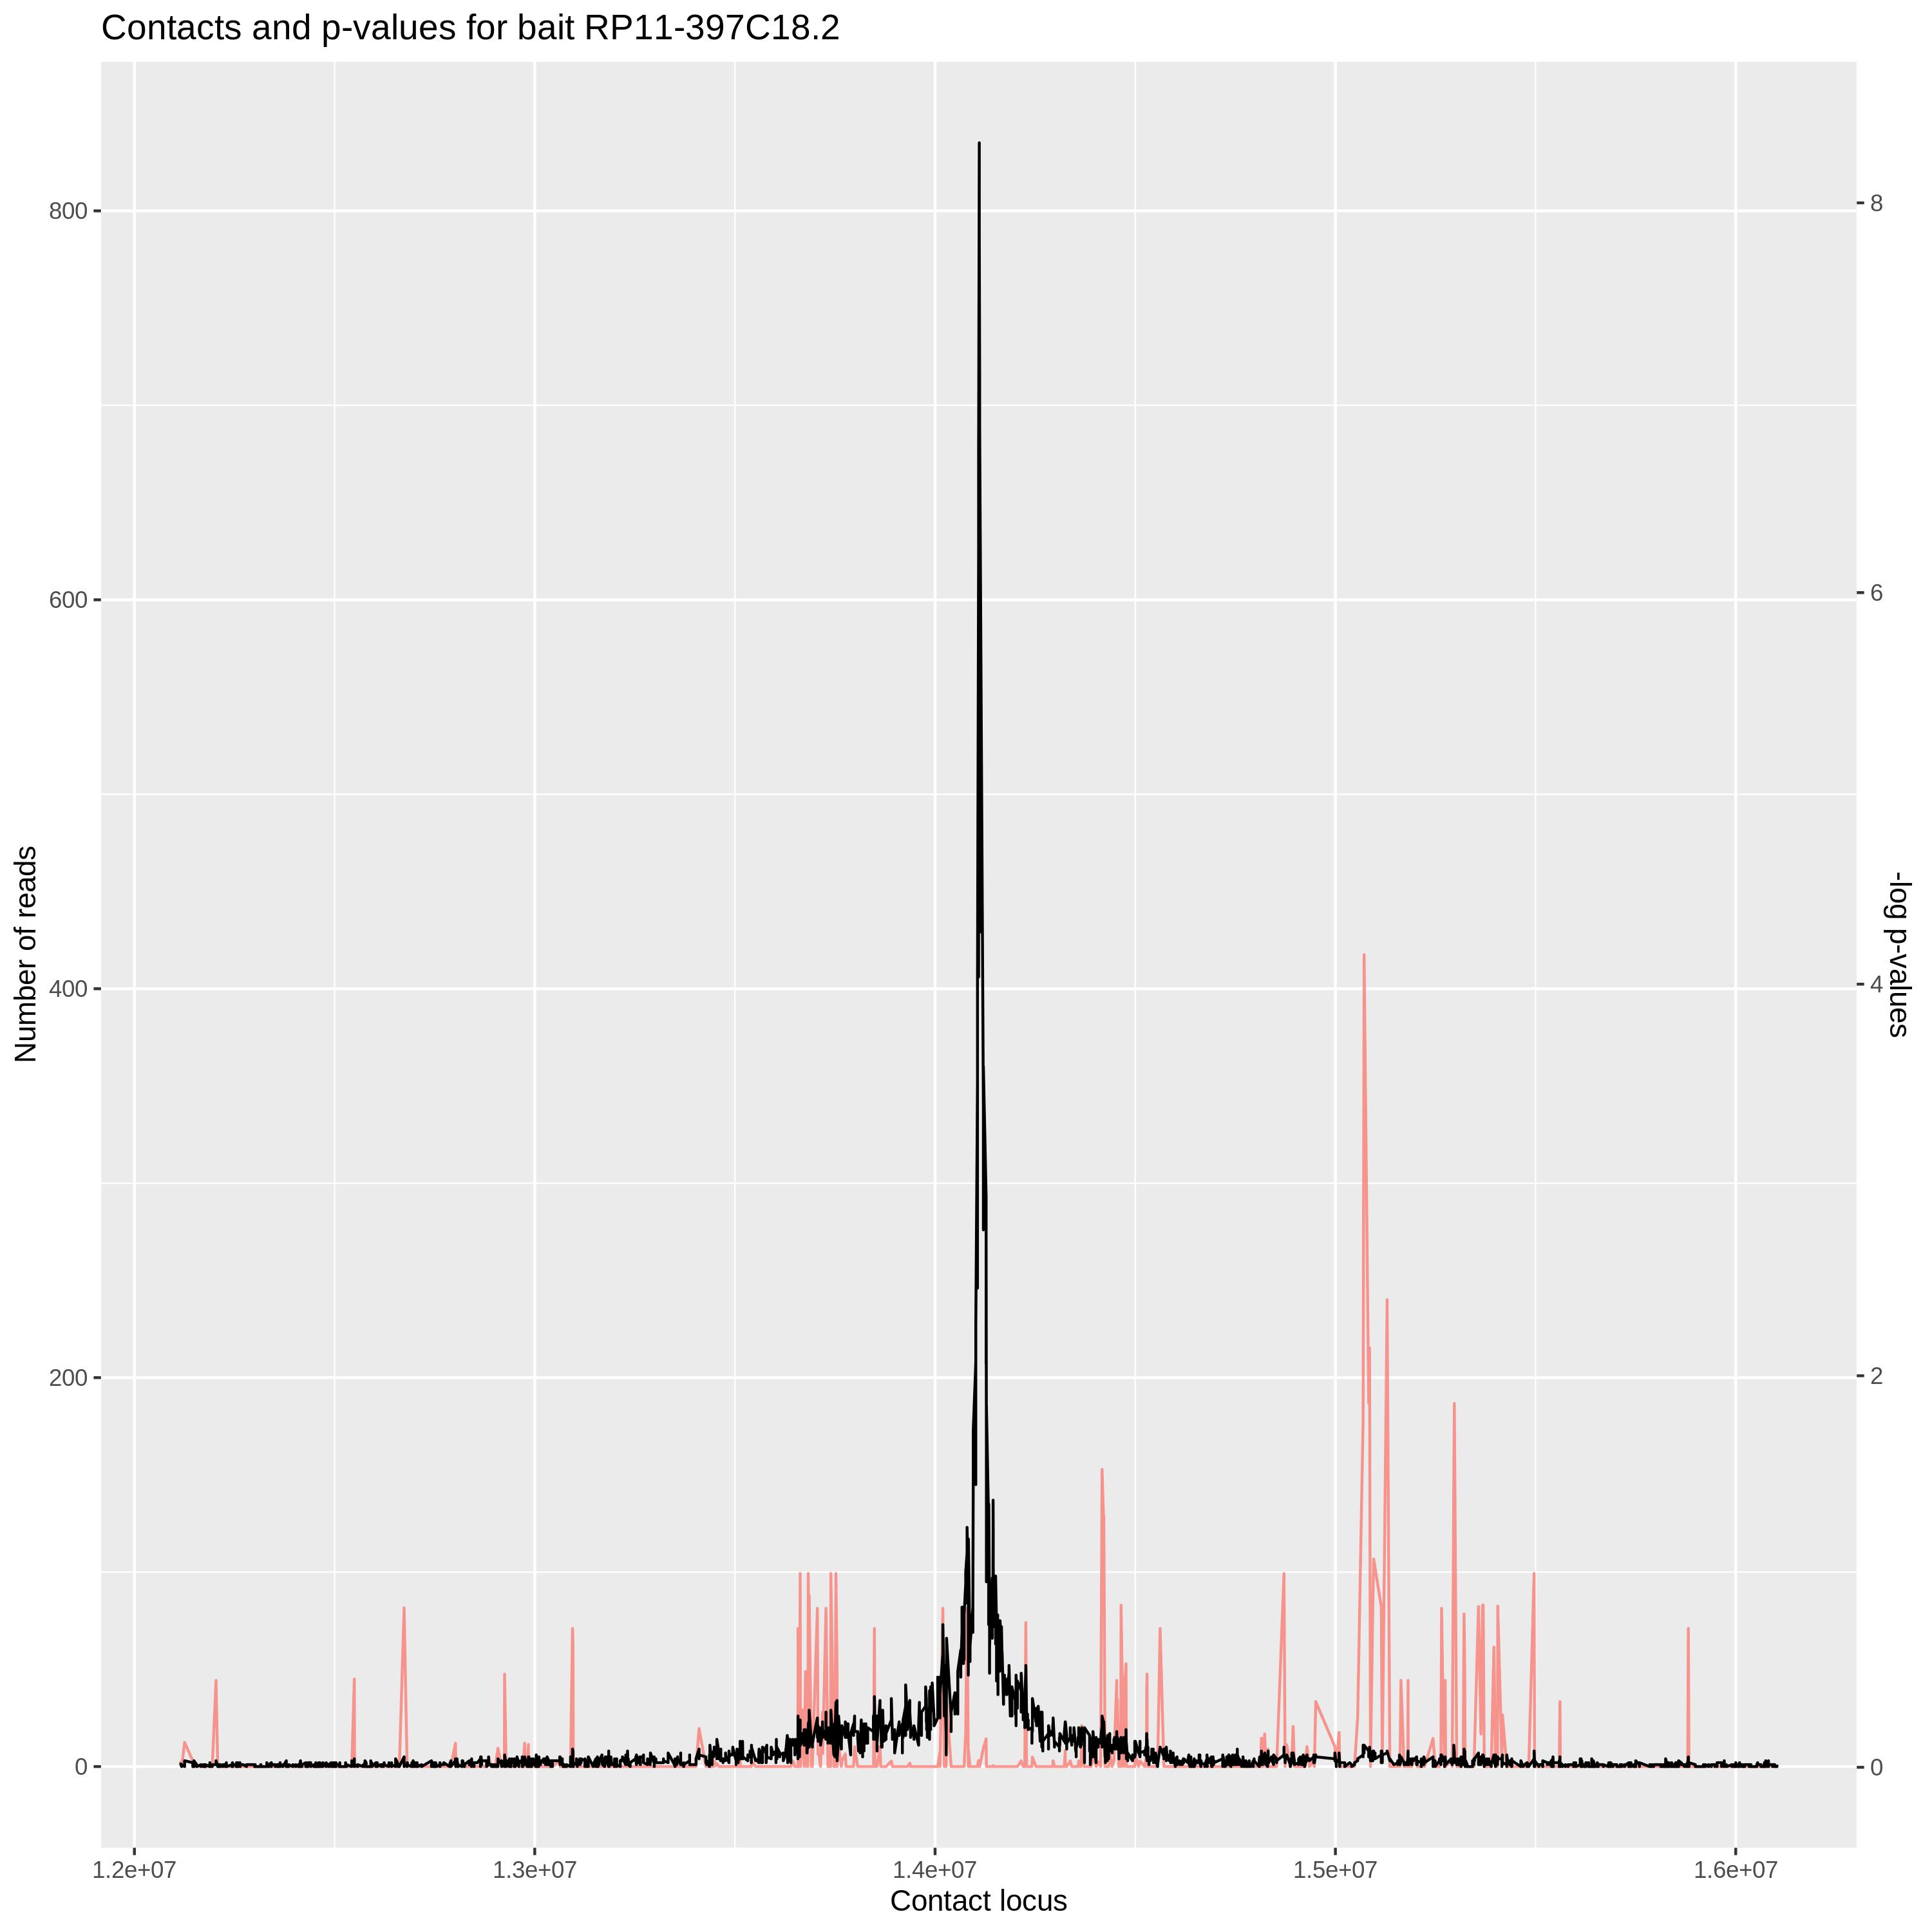 Contacts and p-values for bait RP11-397C18.2
800
600
400
200
0
Number of reads
8
6
4
2
0
-log p-values
1.2e+07
1.3e+07
1.4e+07
1.5e+07
1.6e+07
Contact locus